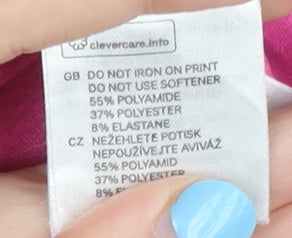 clevercare.info
GB DO NOT IRON ON PRINT
DO NOT USE SOFTENER
55% POLYAMIDE
37% POLYESTER
8% ELASTANE
CZ NEŽEHLETE POTISK
NEPOUŽÍVEJTE AVIVÁŽ
55% POLYAMID
37% POLYESTER
8%